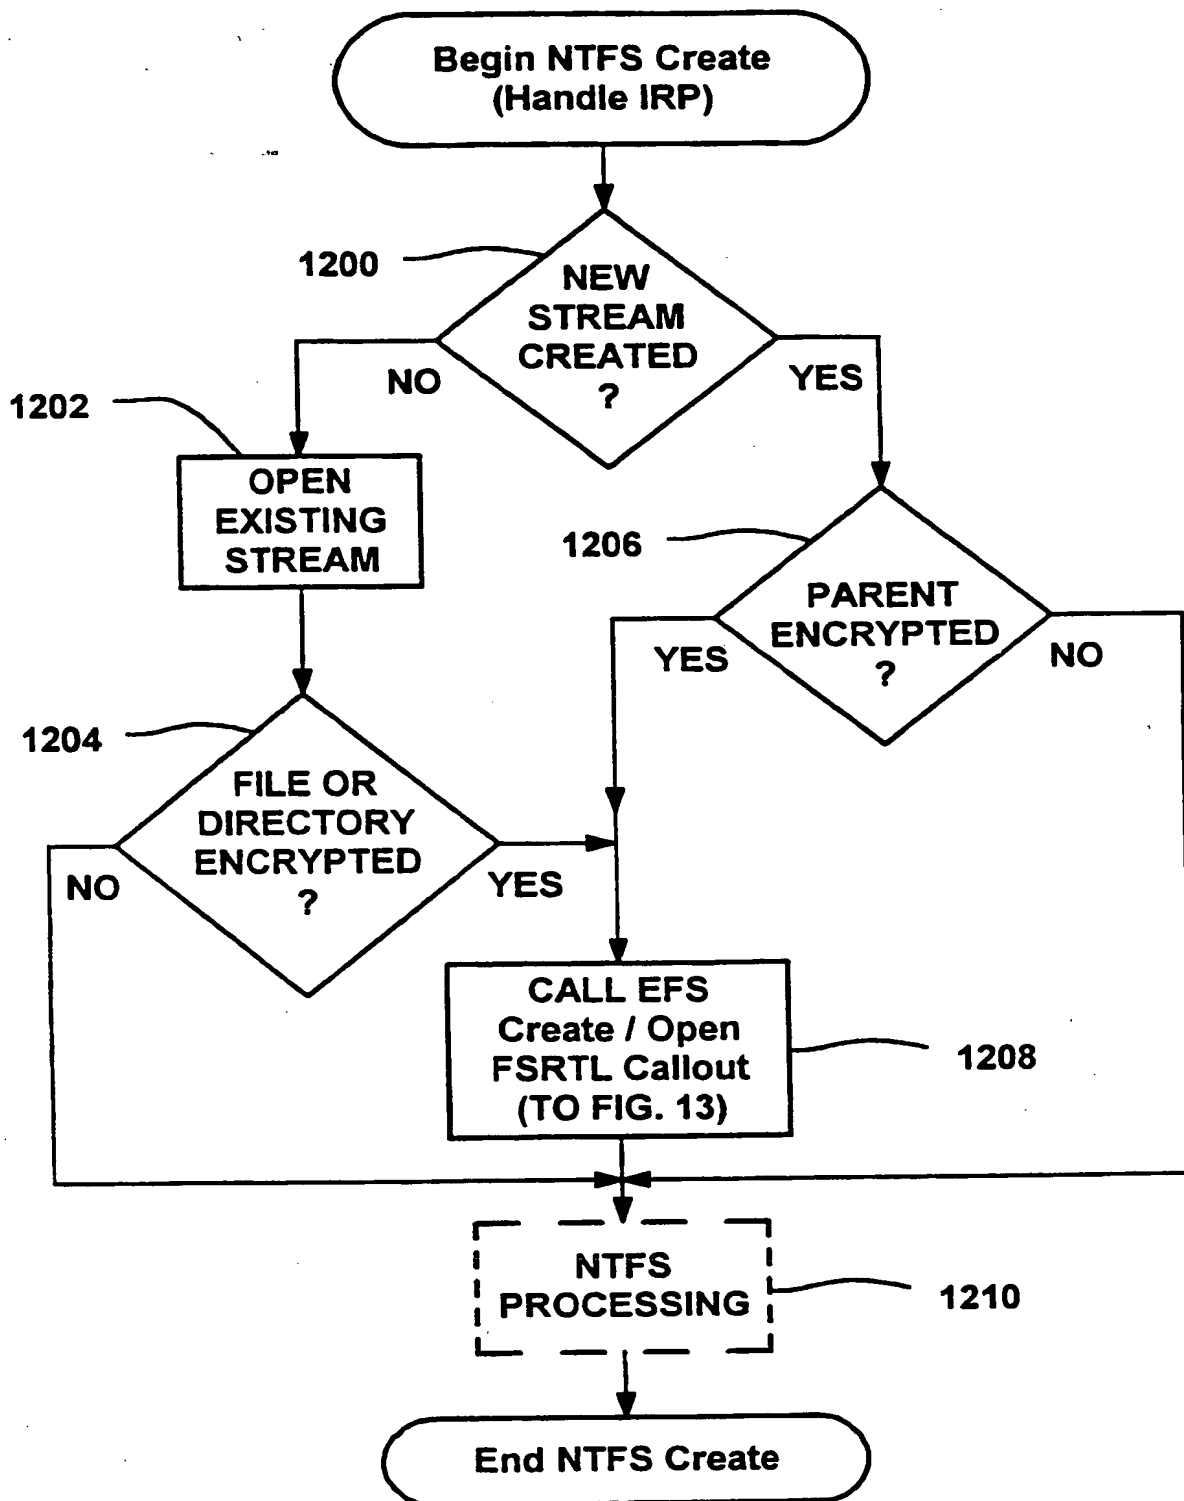 Begin NTFS Create
(Handle IRP)
1200
NEW
STREAM
CREATED
?
NO
YES
1202
OPEN
EXISTING
STREAM
1206
PARENT
ENCRYPTED
?
YES
NO
1204
FILE OR
DIRECTORY
ENCRYPTED
?
NO
YES
CALL EFS
Create / Open
FSRTL Callout
(TO FIG. 13)
1208
NTFS
PROCESSING
1210
End NTFS Create